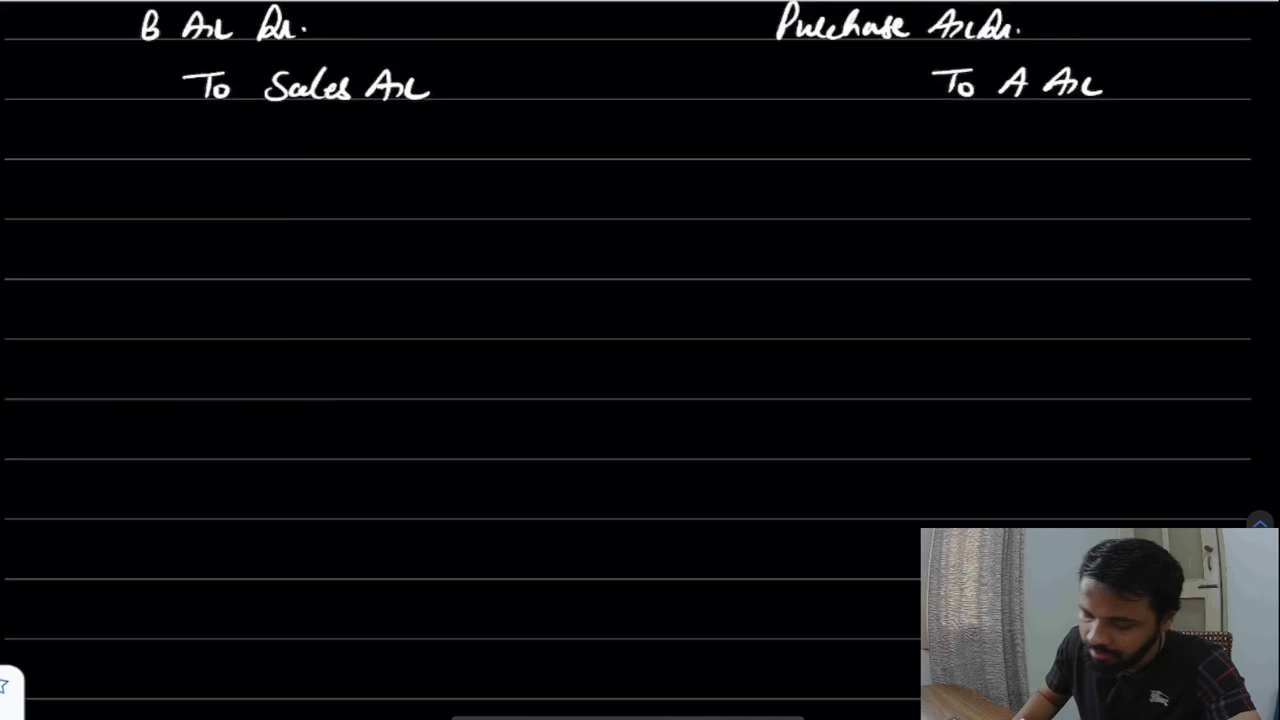 B A/c Dr.
To Sales A/c
Purchase A/c Dr.
To A A/c